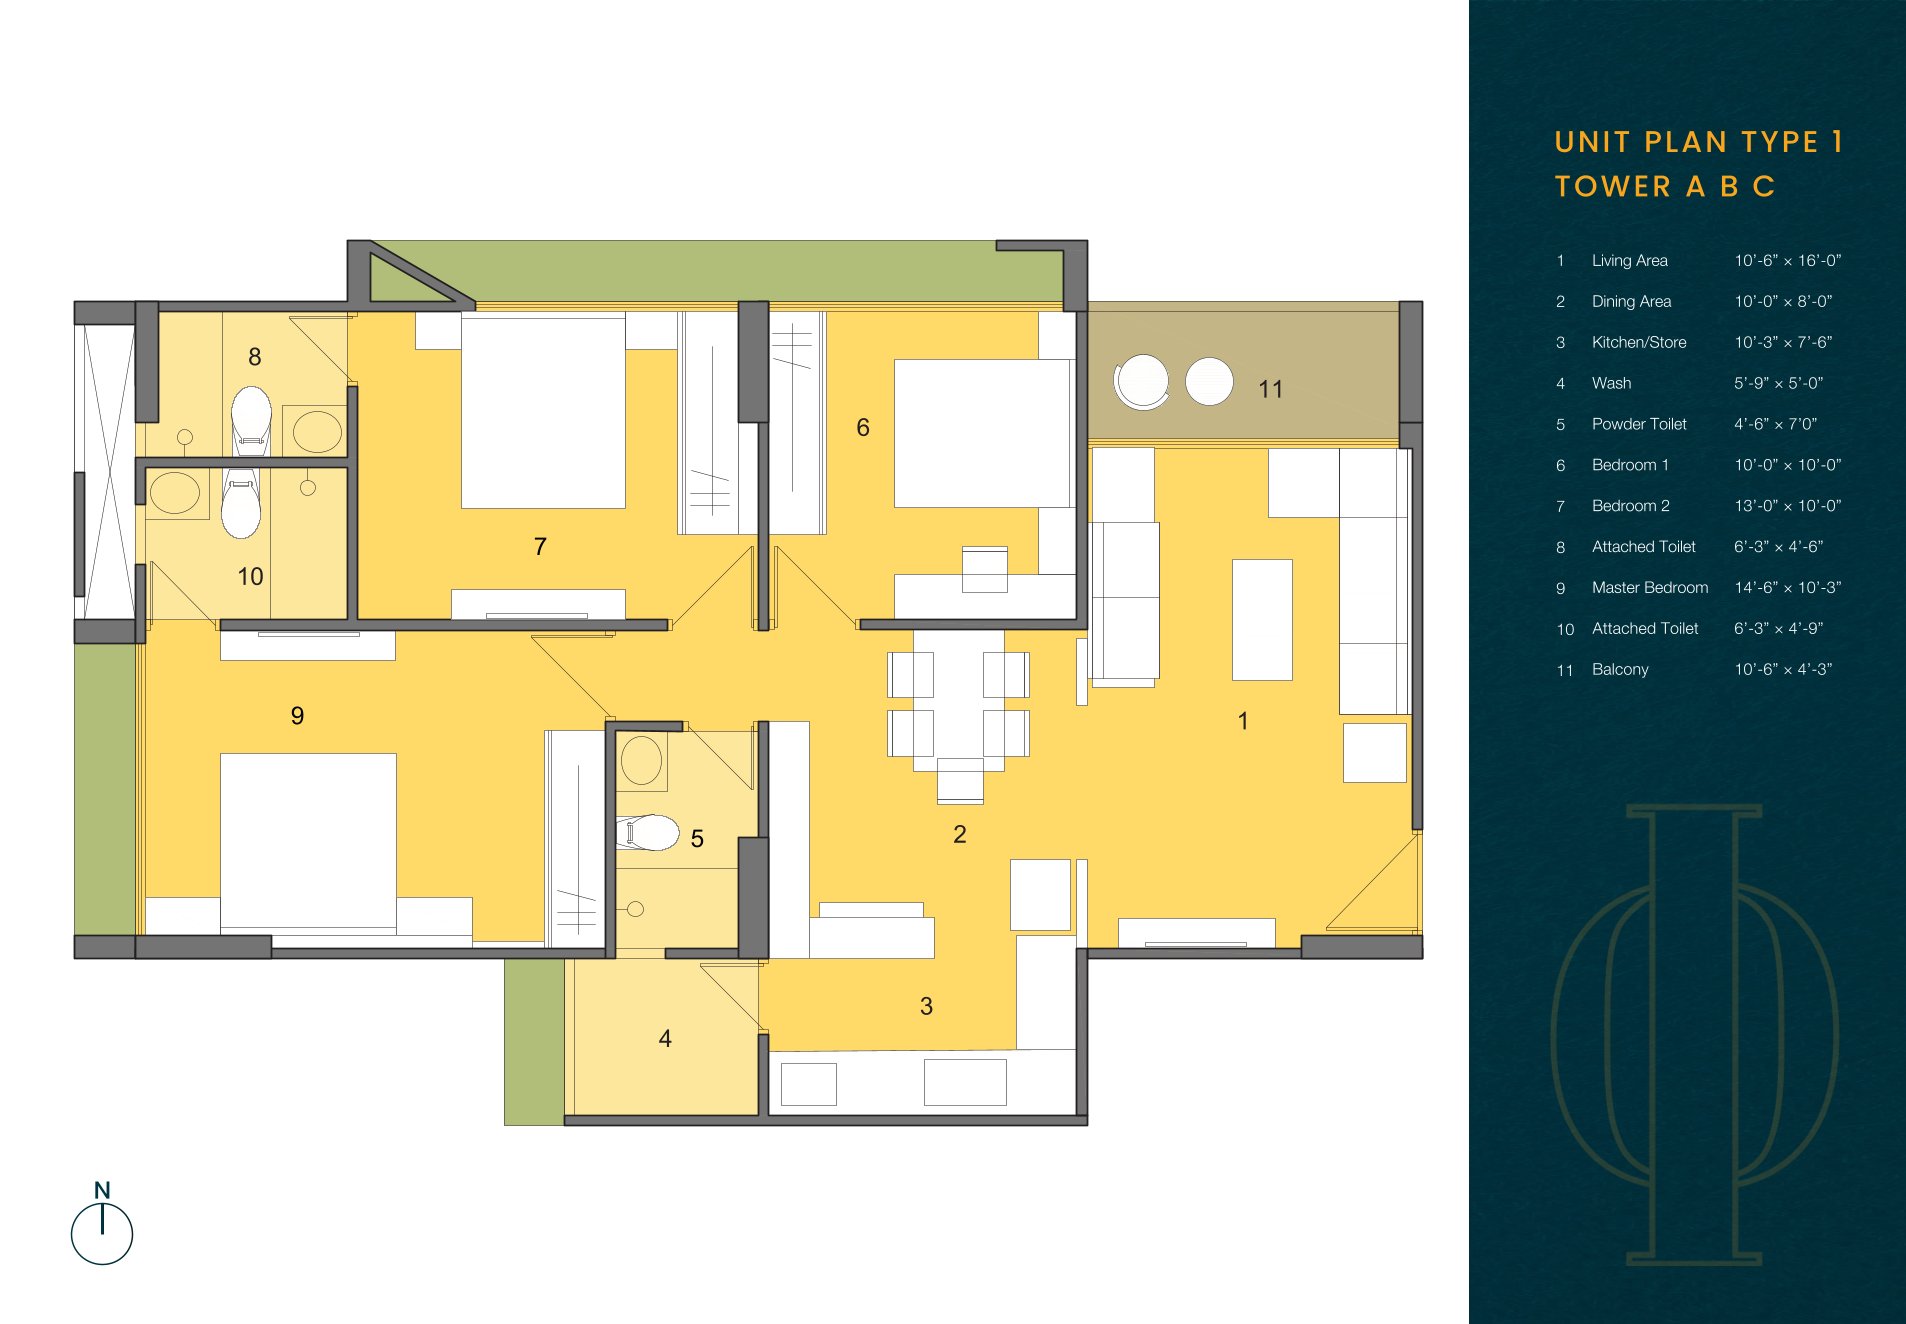 UNIT PLAN TYPE 1
TOWER A B C
1 Living Area 10’-6” × 16’-0”
2 Dining Area 10’-0” × 8’-0”
3 Kitchen/Store 10’-3” × 7’-6”
4 Wash 5’-9” × 5’-0”
5 Powder Toilet 4’-6” × 7’0”
6 Bedroom 1 10’-0” × 10’-0”
7 Bedroom 2 13’-0” × 10’-0”
8 Attached Toilet 6’-3” × 4’-6”
9 Master Bedroom 14’-6” × 10’-3”
10 Attached Toilet 6’-3” × 4’-9”
11 Balcony 10’-6” × 4’-3”
8
11
6
7
10
9
1
2
5
3
4
N